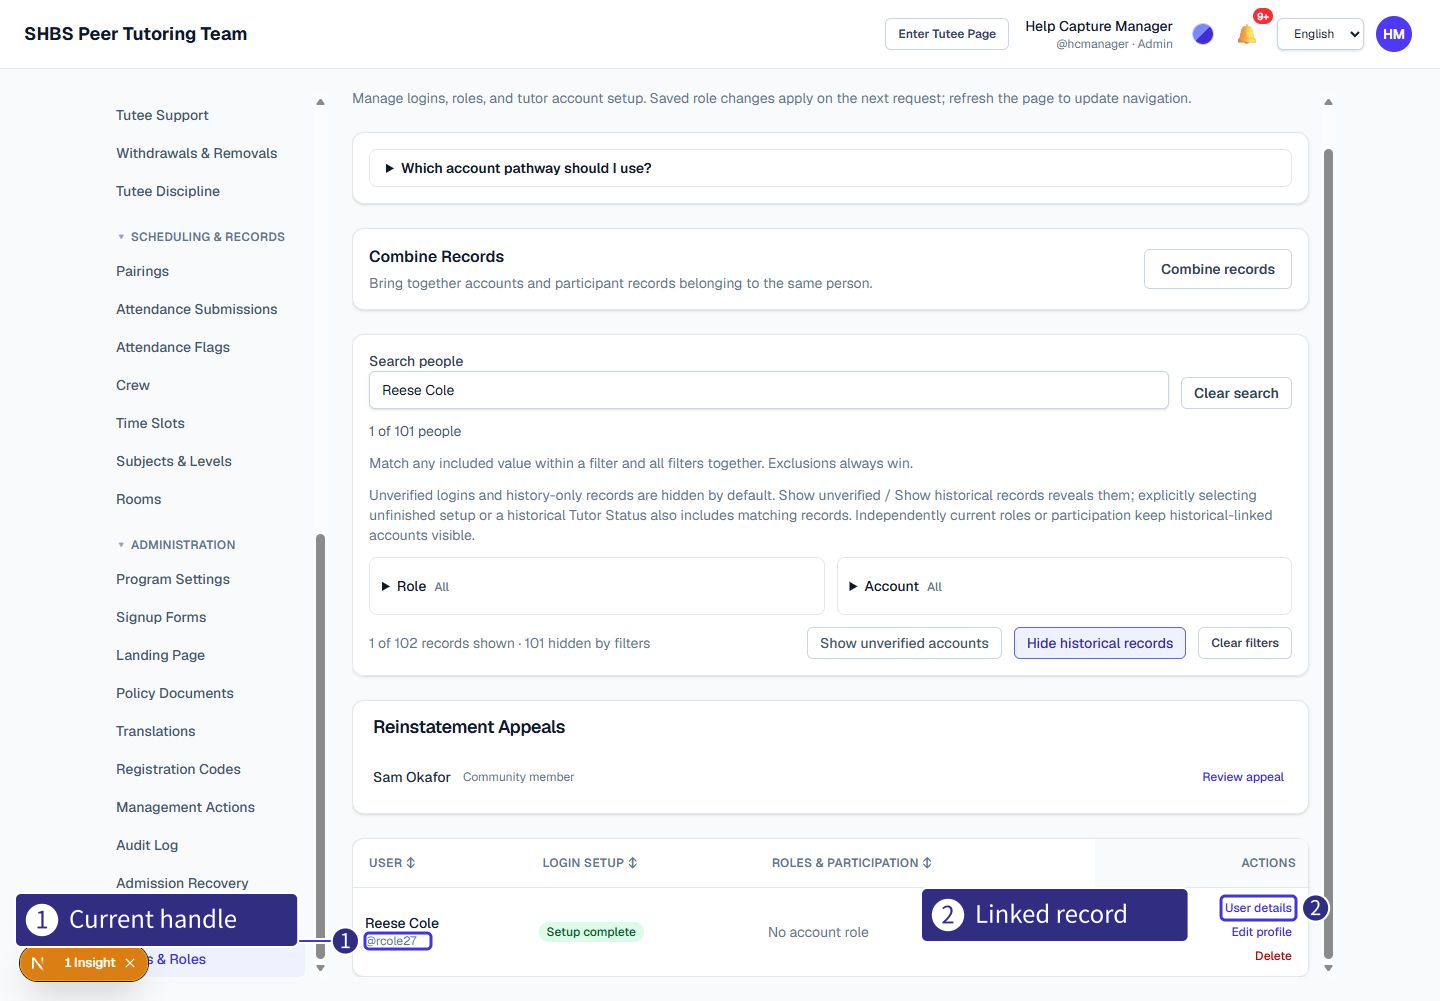 SHBS Peer Tutoring Team
Enter Tutee Page
Help Capture Manager
@hcmanager · Admin
9+
English
HM
Tutee Support
Withdrawals & Removals
Tutee Discipline
SCHEDULING & RECORDS
Pairings
Attendance Submissions
Attendance Flags
Crew
Time Slots
Subjects & Levels
Rooms
ADMINISTRATION
Program Settings
Signup Forms
Landing Page
Policy Documents
Translations
Registration Codes
Management Actions
Audit Log
Admission Recovery
1 Current handle
s & Roles
N 1 Insight ×
Manage logins, roles, and tutor account setup. Saved role changes apply on the next request; refresh the page to update navigation.
Which account pathway should I use?
Combine Records
Bring together accounts and participant records belonging to the same person.
Combine records
Search people
Reese Cole
Clear search
1 of 101 people
Match any included value within a filter and all filters together. Exclusions always win.
Unverified logins and history-only records are hidden by default. Show unverified / Show historical records reveals them; explicitly selecting
unfinished setup or a historical Tutor Status also includes matching records. Independently current roles or participation keep historical-linked
accounts visible.
Role All
Account All
1 of 102 records shown · 101 hidden by filters
Show unverified accounts
Hide historical records
Clear filters
Reinstatement Appeals
Sam Okafor Community member
Review appeal
USER
LOGIN SETUP
ROLES & PARTICIPATION
ACTIONS
Reese Cole
1 @rcole27
Setup complete
No account role
2 Linked record
User details 2
Edit profile
Delete